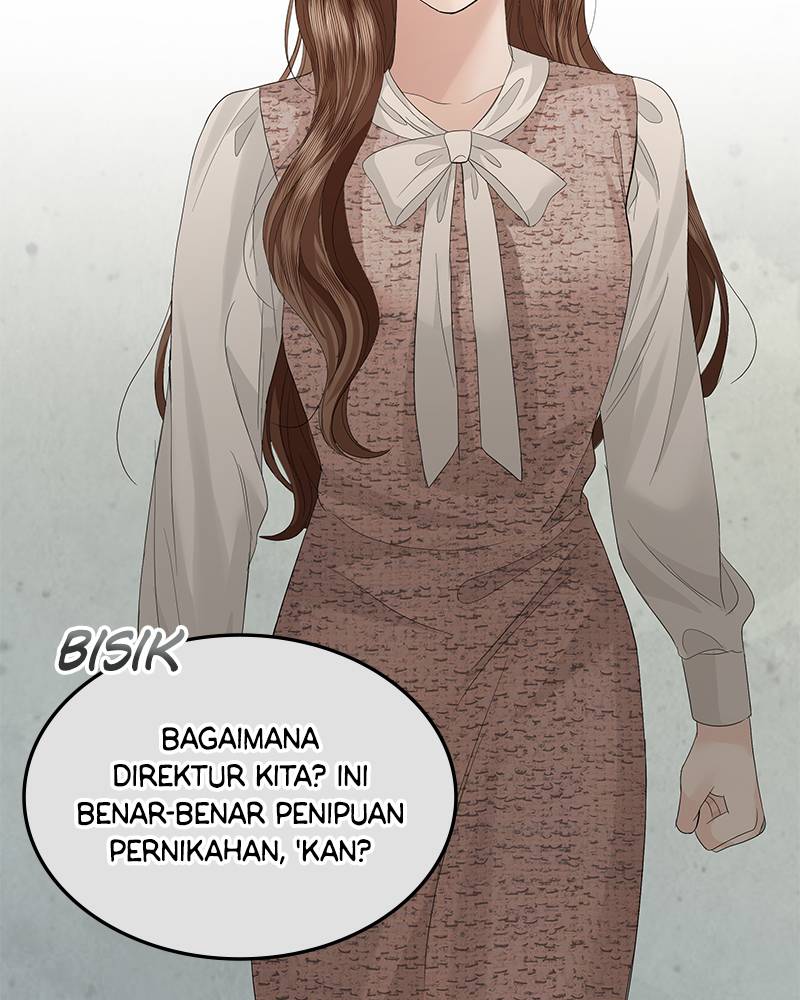 BISIK
BAGAIMANA
DIREKTUR KITA? INI
BENAR-BENAR PENIPUAN
PERNIKAHAN, 'KAN?